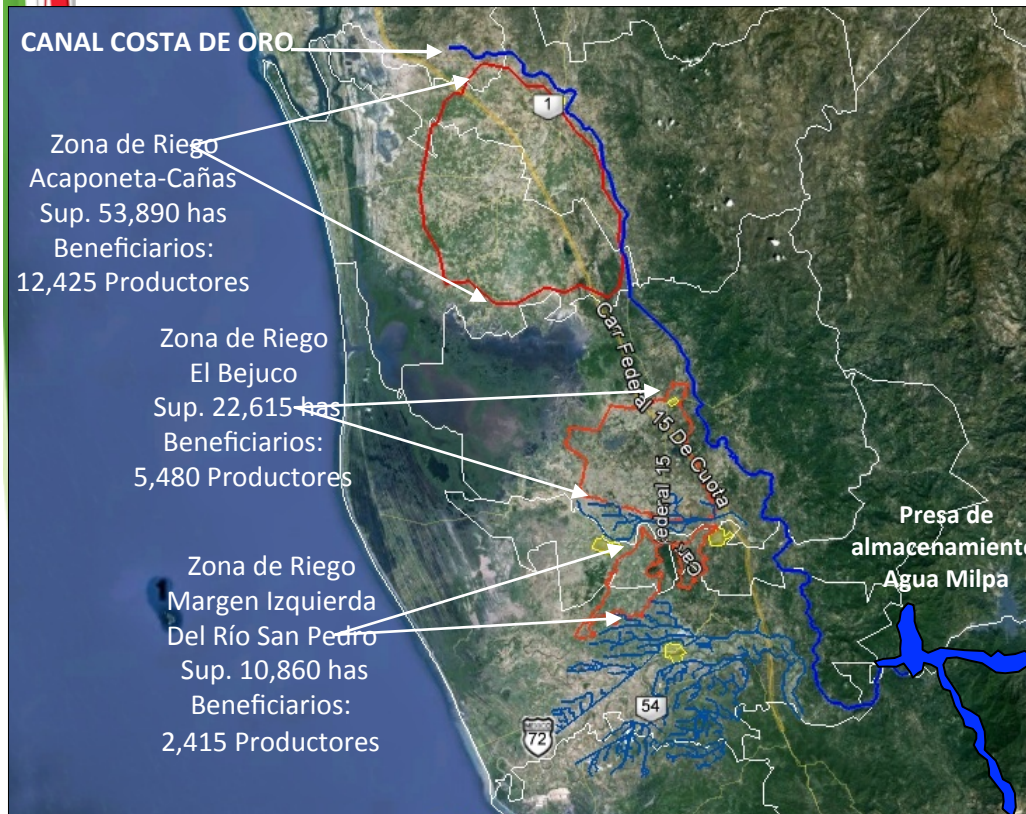 CANAL COSTA DE ORO
1
Zona de Riego
Acaponeta-Cañas
Sup. 53,890 has
Beneficiarios:
12,425 Productores
Zona de Riego
El Bejuco
Sup. 22,615 has
Beneficiarios:
5,480 Productores
Carr Federal 15 De Cuota
Car
ederal 15
Presa de
almacenamiento
Agua Milpa
Zona de Riego
Margen Izquierda
Del Río San Pedro
Sup. 10,860 has
Beneficiarios:
2,415 Productores
1
54
72